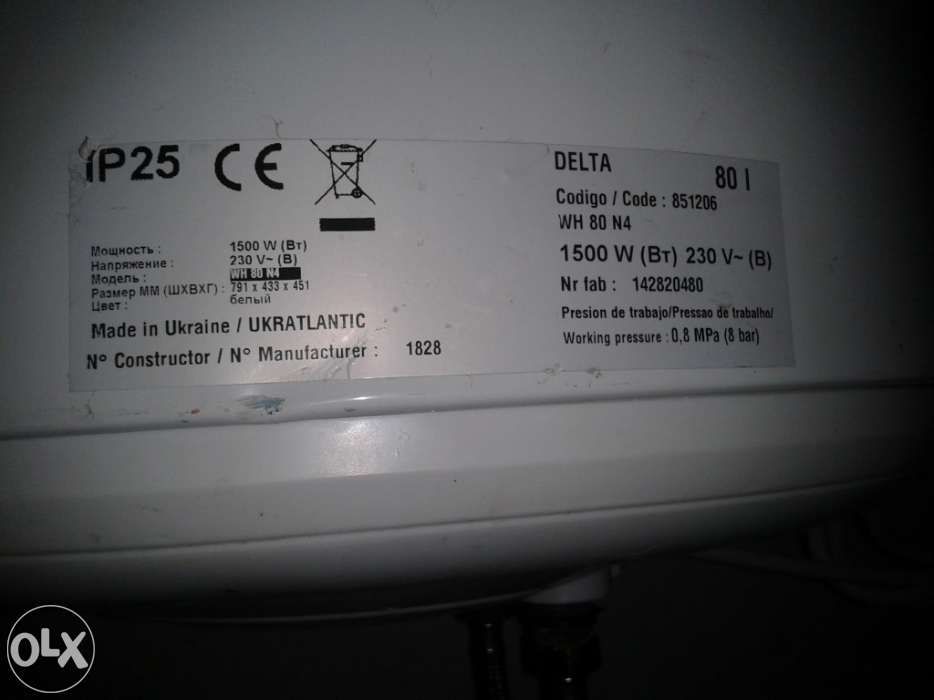 IP25 CE
Мощность : 1500 W (Вт)
Напряжение : 230 V~ (В)
Модель : WH 80 N4
Размер ММ (ШХВХГ) : 791 x 433 x 451
Цвет : белый
Made in Ukraine / UKRATLANTIC
Nº Constructor / Nº Manufacturer : 1828
DELTA 80 l
Codigo / Code : 851206
WH 80 N4
1500 W (Вт) 230 V~ (В)
Nr fab : 142820480
Presion de trabajo/Pressao de trabalho/
Working pressure : 0,8 MPa (8 bar)
OLX